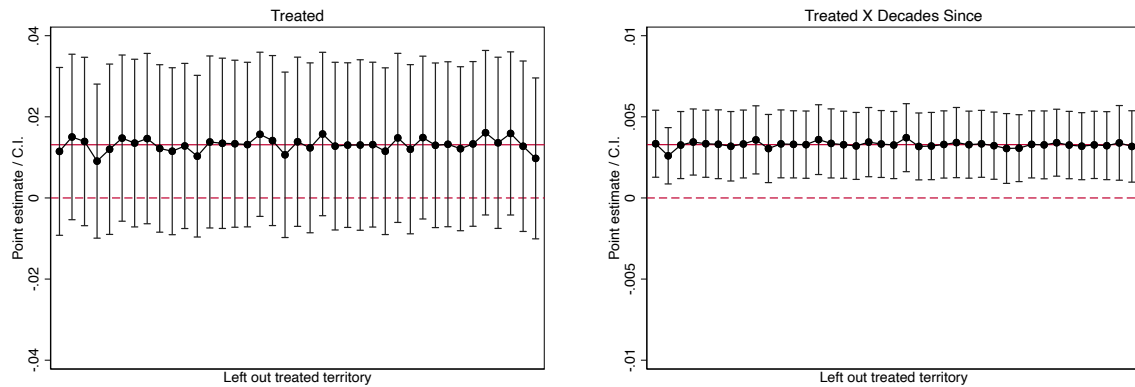 Treated
.04
.02
0
-.02
-.04
Point estimate / C.I.
Left out treated territory
Treated X Decades Since
.01
.005
0
-.005
-.01
Point estimate / C.I.
Left out treated territory